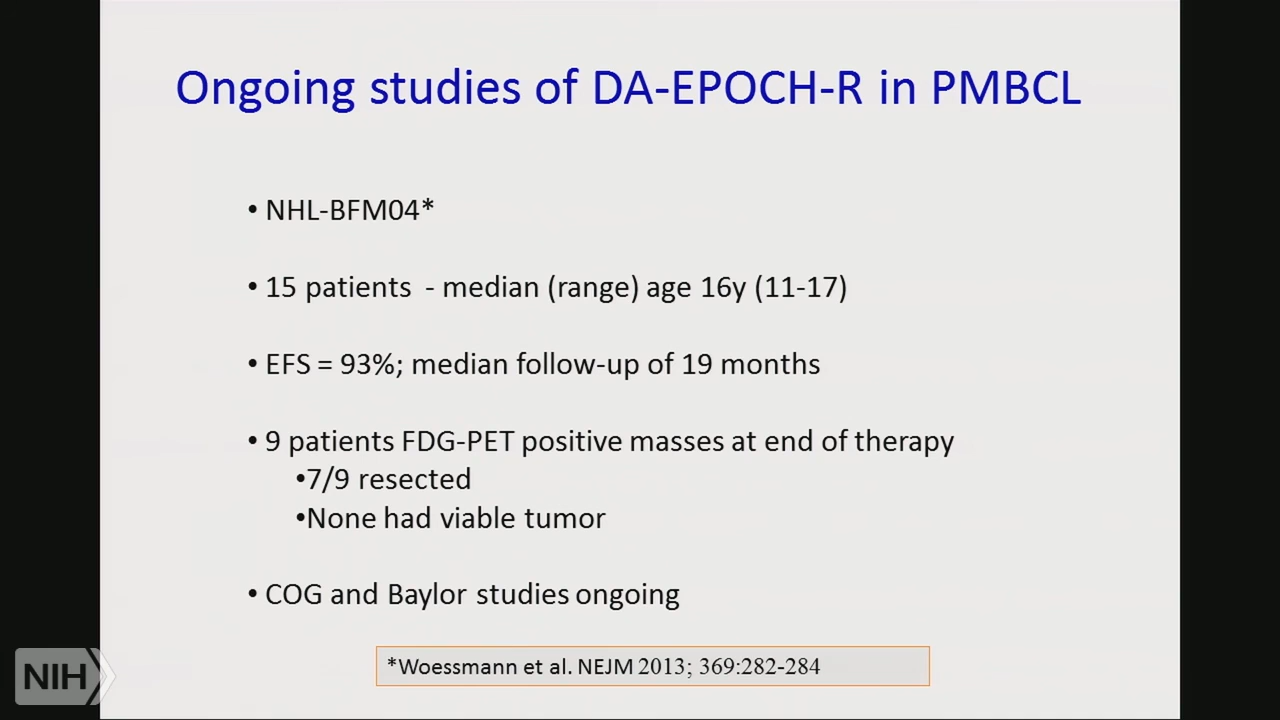 Ongoing studies of DA-EPOCH-R in PMBCL
• NHL-BFM04*
• 15 patients - median (range) age 16y (11-17)
• EFS = 93%; median follow-up of 19 months
• 9 patients FDG-PET positive masses at end of therapy
•7/9 resected
•None had viable tumor
• COG and Baylor studies ongoing
*Woessmann et al. NEJM 2013; 369:282-284
NIH